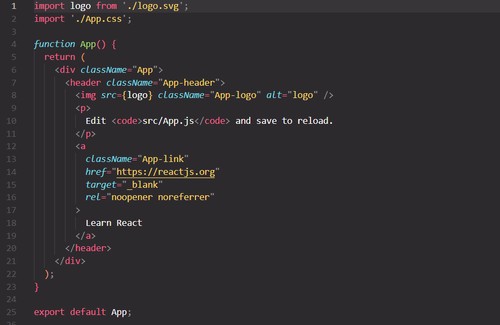 1 import logo from './logo.svg';
2 import './App.css';
3
4 function App() {
5   return (
6     <div className="App">
7       <header className="App-header">
8         <img src={logo} className="App-logo" alt="logo" />
9         <p>
10           Edit <code>src/App.js</code> and save to reload.
11         </p>
12         <a
13           className="App-link"
14           href="https://reactjs.org"
15           target="_blank"
16           rel="noopener noreferrer"
17         >
18           Learn React
19         </a>
20       </header>
21     </div>
22   );
23 }
24
25 export default App;
26